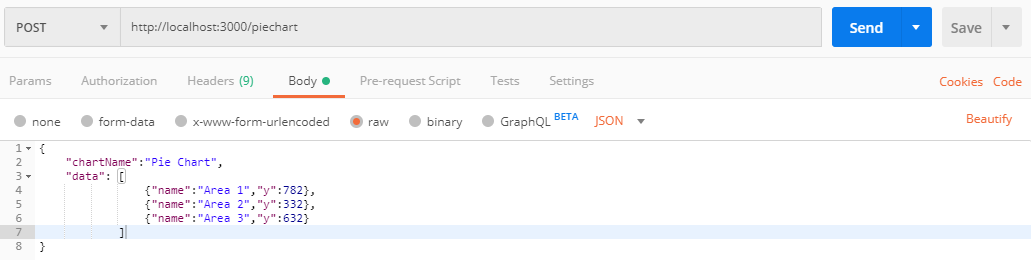 POST http://localhost:3000/piechart Send Save
Params Authorization Headers (9) Body Pre-request Script Tests Settings Cookies Code
none form-data x-www-form-urlencoded raw binary GraphQL BETA JSON Beautify
1 {
2 "chartName":"Pie Chart",
3 "data": [
4 {"name":"Area 1","y":782},
5 {"name":"Area 2","y":332},
6 {"name":"Area 3","y":632}
7 ]
8 }